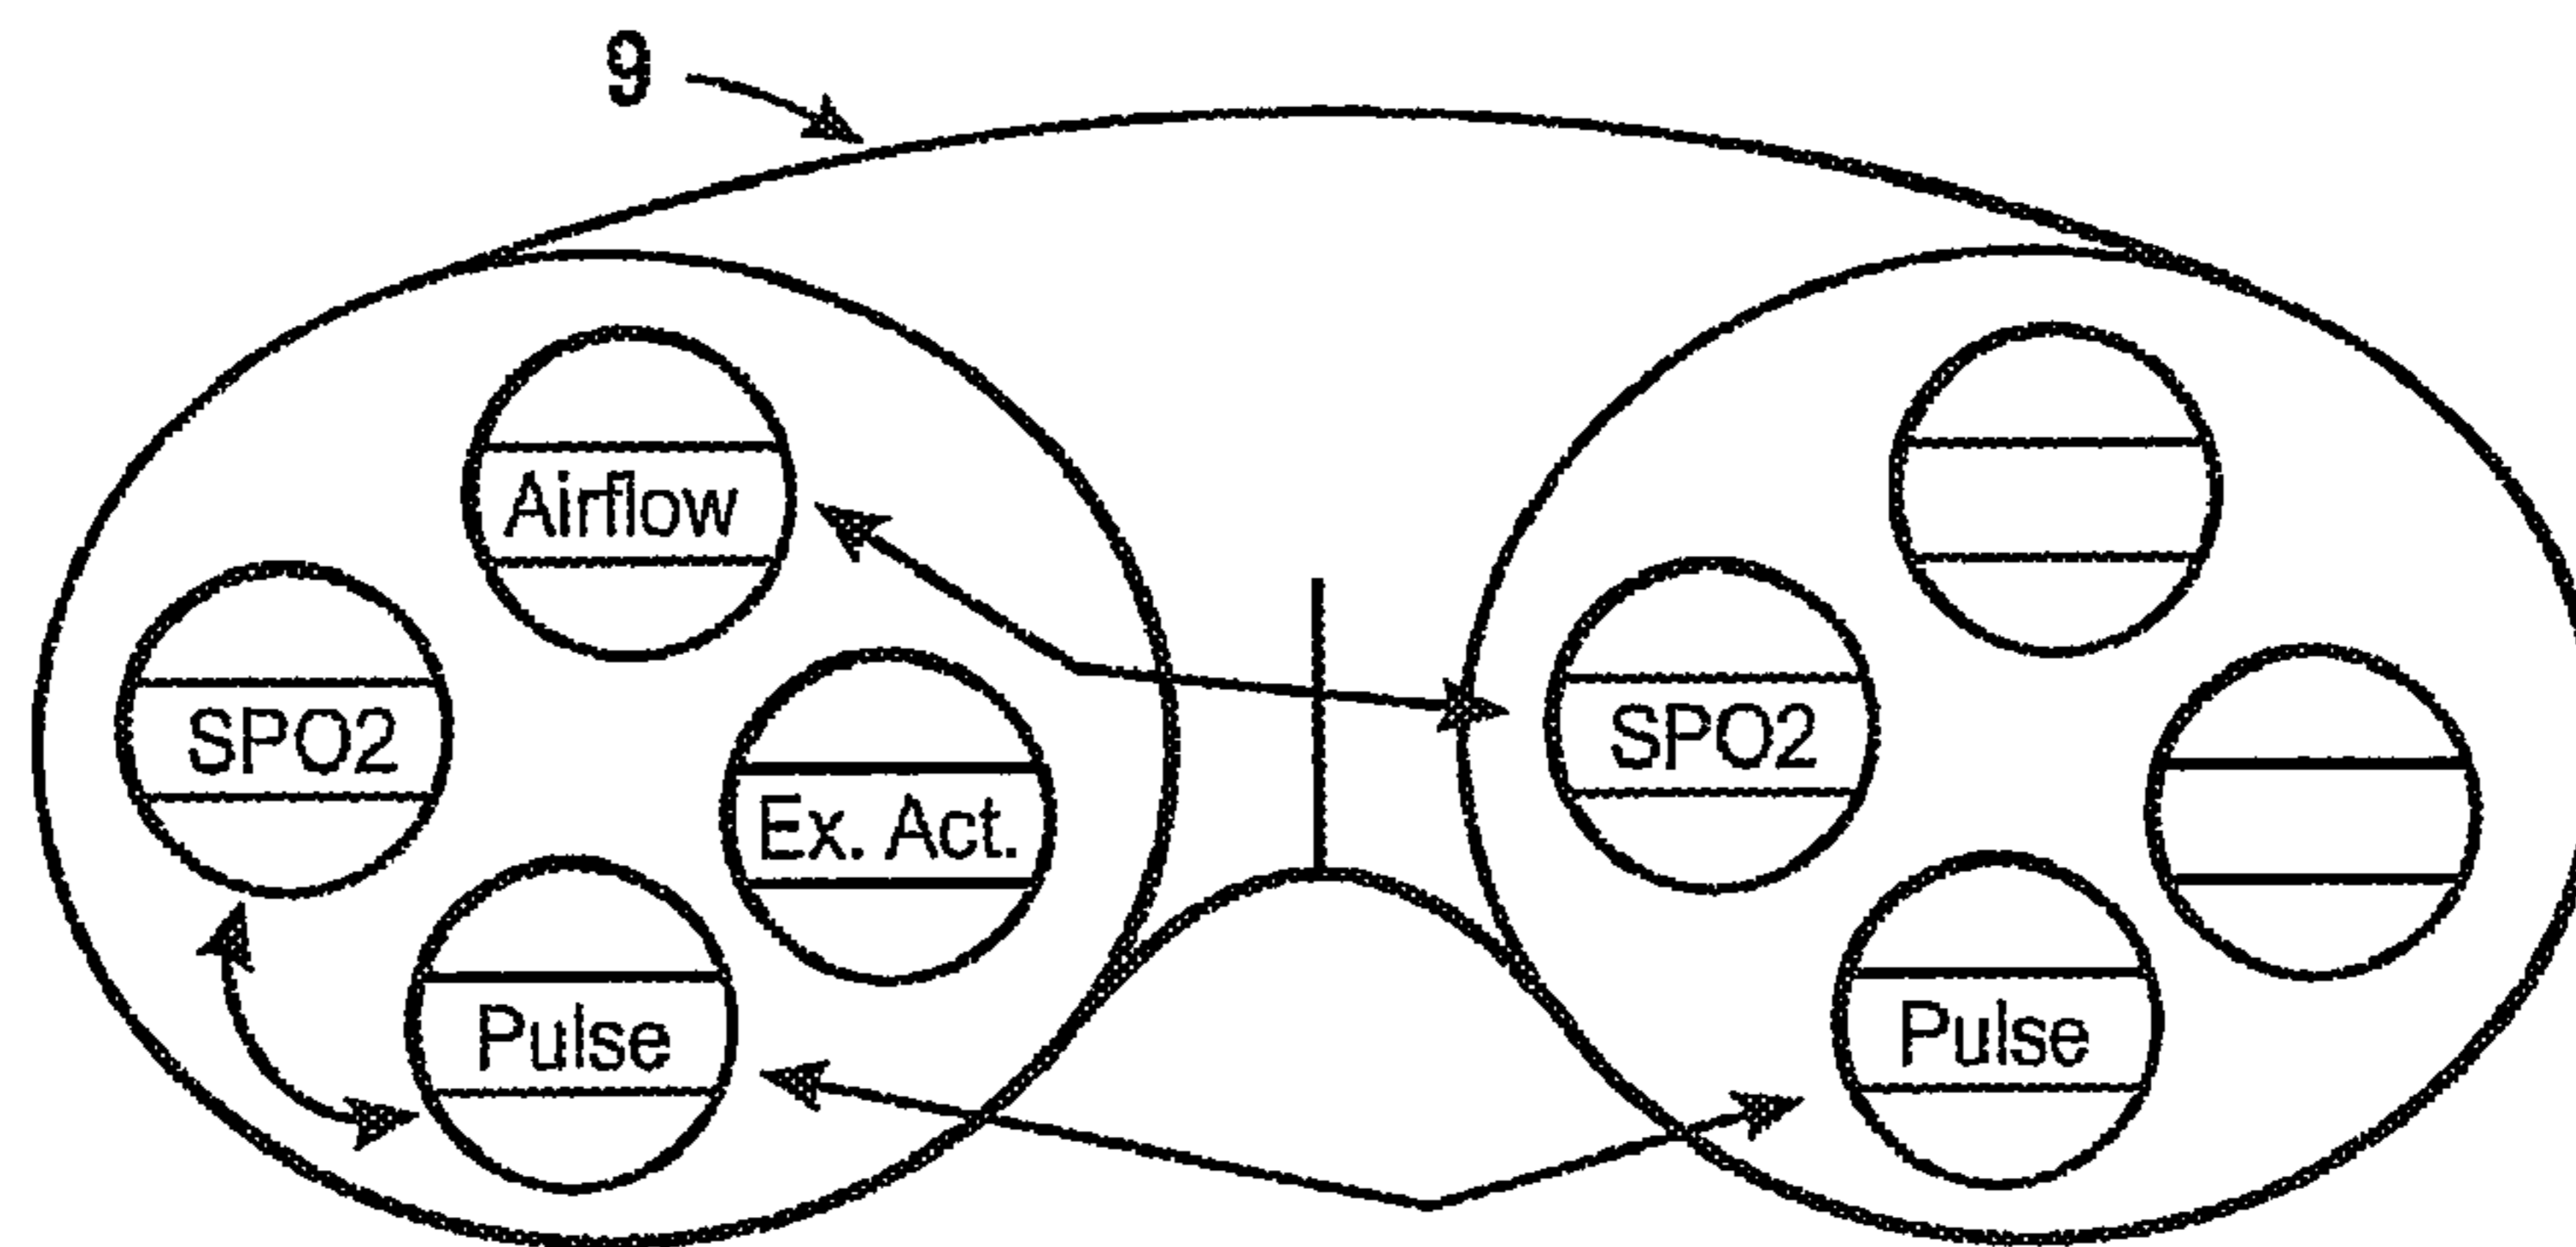 9
Airflow
SPO2
Ex. Act.
Pulse
SPO2
Pulse